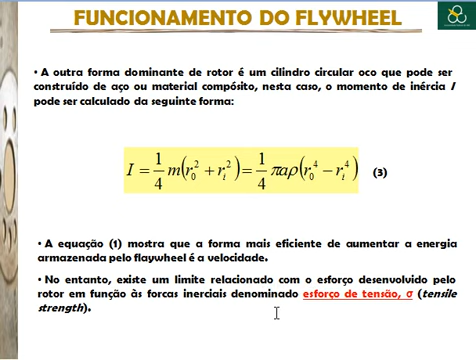 FUNCIONAMENTO DO FLYWHEEL
• A outra forma dominante de rotor é um cilindro circular oco que pode ser
construído de aço ou material compósito, nesta caso, o momento de inércia I
pode ser calculado da seguinte forma:
I = 1/4 m(r₀² + rᵢ²) = 1/4 πaρ(r₀⁴ − rᵢ⁴) (3)
• A equação (1) mostra que a forma mais eficiente de aumentar a energia
armazenada pelo flaywheel é a velocidade.
• No entanto, existe um limite relacionado com o esforço desenvolvido pelo
rotor em função às forcas inerciais denominado esforço de tensão, σ (tensile
strength).